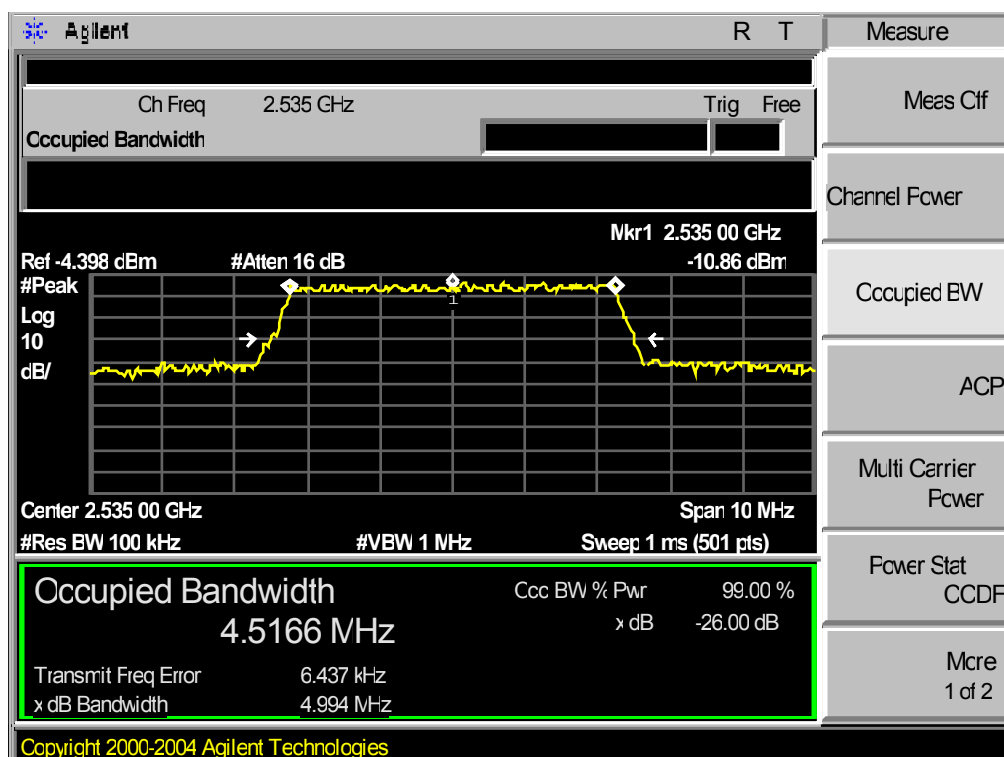 Agilent R T Measure
Ch Freq 2.535 GHz Trig Free
Occupied Bandwidth
Meas Off
Channel Power
Occupied BW
ACP
Multi Carrier
Power
Power Stat
CCDF
More
1 of 2
Mkr1 2.535 00 GHz
Ref -4.398 dBm #Atten 16 dB -10.86 dBm
#Peak
Log
10
dB/
1
Center 2.535 00 GHz Span 10 MHz
#Res BW 100 kHz #VBW 1 MHz Sweep 1 ms (501 pts)
Occupied Bandwidth Occ BW % Pwr 99.00 %
4.5166 MHz x dB -26.00 dB
Transmit Freq Error 6.437 kHz
x dB Bandwidth 4.994 MHz
Copyright 2000-2004 Agilent Technologies